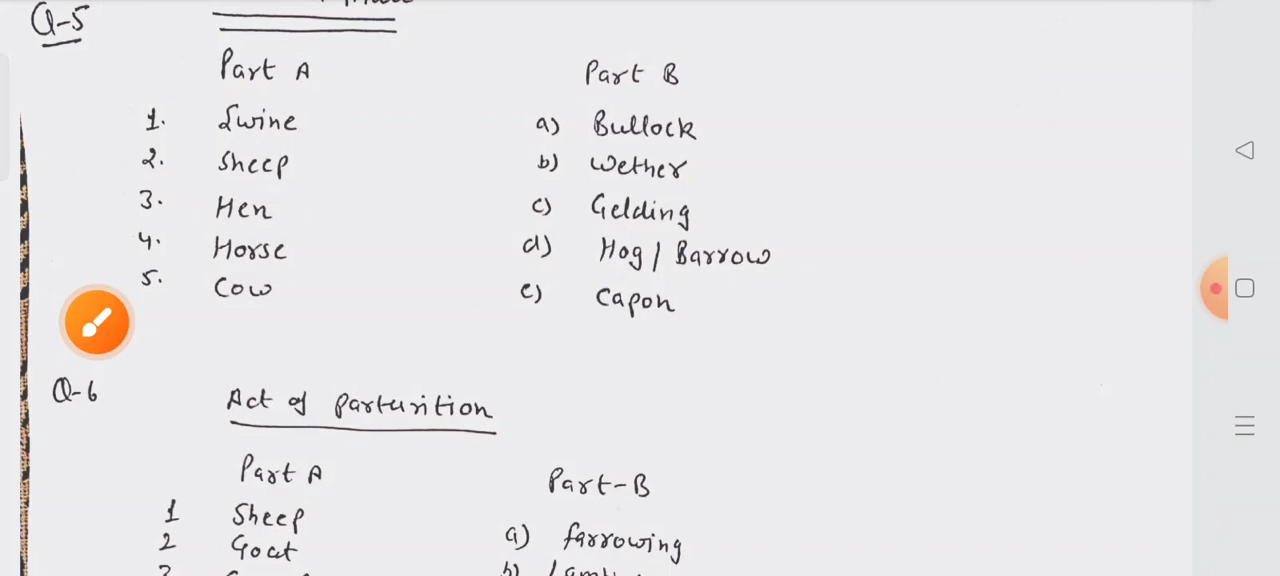 Q-5
Part A Part B
1. Swine a) Bullock
2. Sheep b) Wether
3. Hen c) Gelding
4. Horse d) Hog / Barrow
5. Cow e) Capon
Q-6 Act of Parturition
Part A Part-B
1 Sheep a) farrowing
2 Goat b)
3